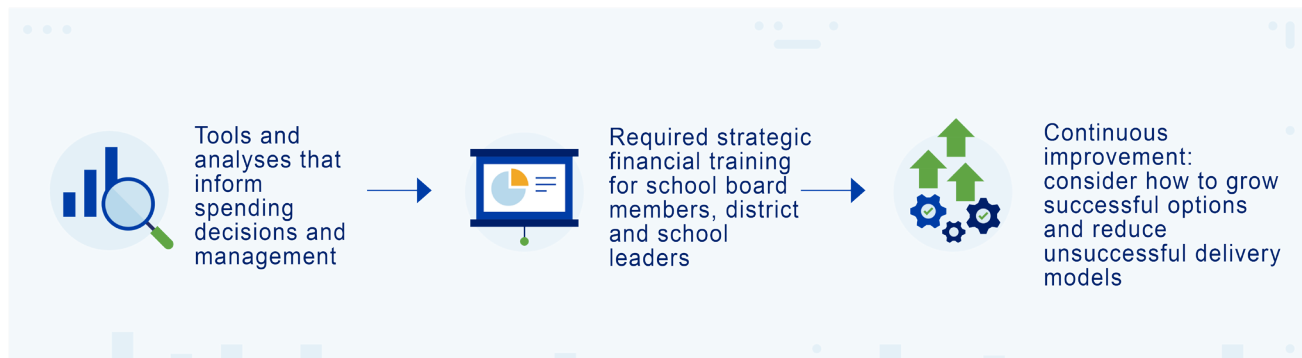 Tools and
analyses that
inform
spending
decisions and
management
Required strategic
financial training
for school board
members, district
and school
leaders
Continuous
improvement:
consider how to grow
successful options
and reduce
unsuccessful delivery
models